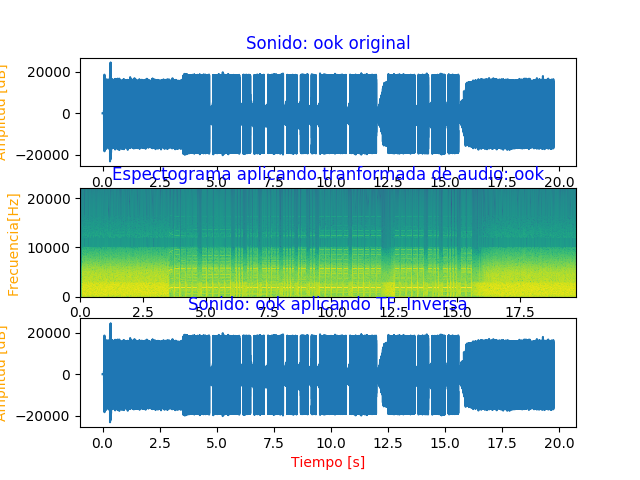 Sonido: ook original
Amplitud [dB]
20000
0
−20000
0.0 2.5 5.0 7.5 10.0 12.5 15.0 17.5 20.0
Espectograma aplicando tranformada de audio: ook
Frecuencia[Hz]
20000
10000
0
0.0 2.5 5.0 7.5 10.0 12.5 15.0 17.5
Sonido: ook aplicando TF. Inversa
Amplitud [dB]
20000
0
−20000
0.0 2.5 5.0 7.5 10.0 12.5 15.0 17.5 20.0
Tiempo [s]